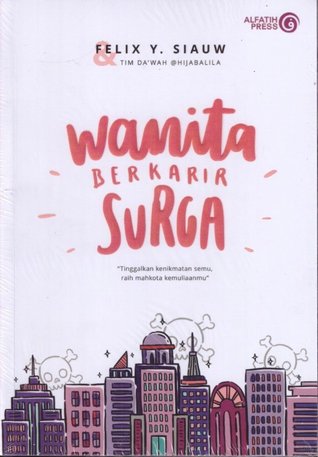 ALFATIH
PRESS
FELIX Y. SIAUW
& TIM DA'WAH @HIJABALILA
wanita
BERKARIR
SURGA
"Tinggalkan kenikmatan semu,
raih mahkota kemuliaanmu"